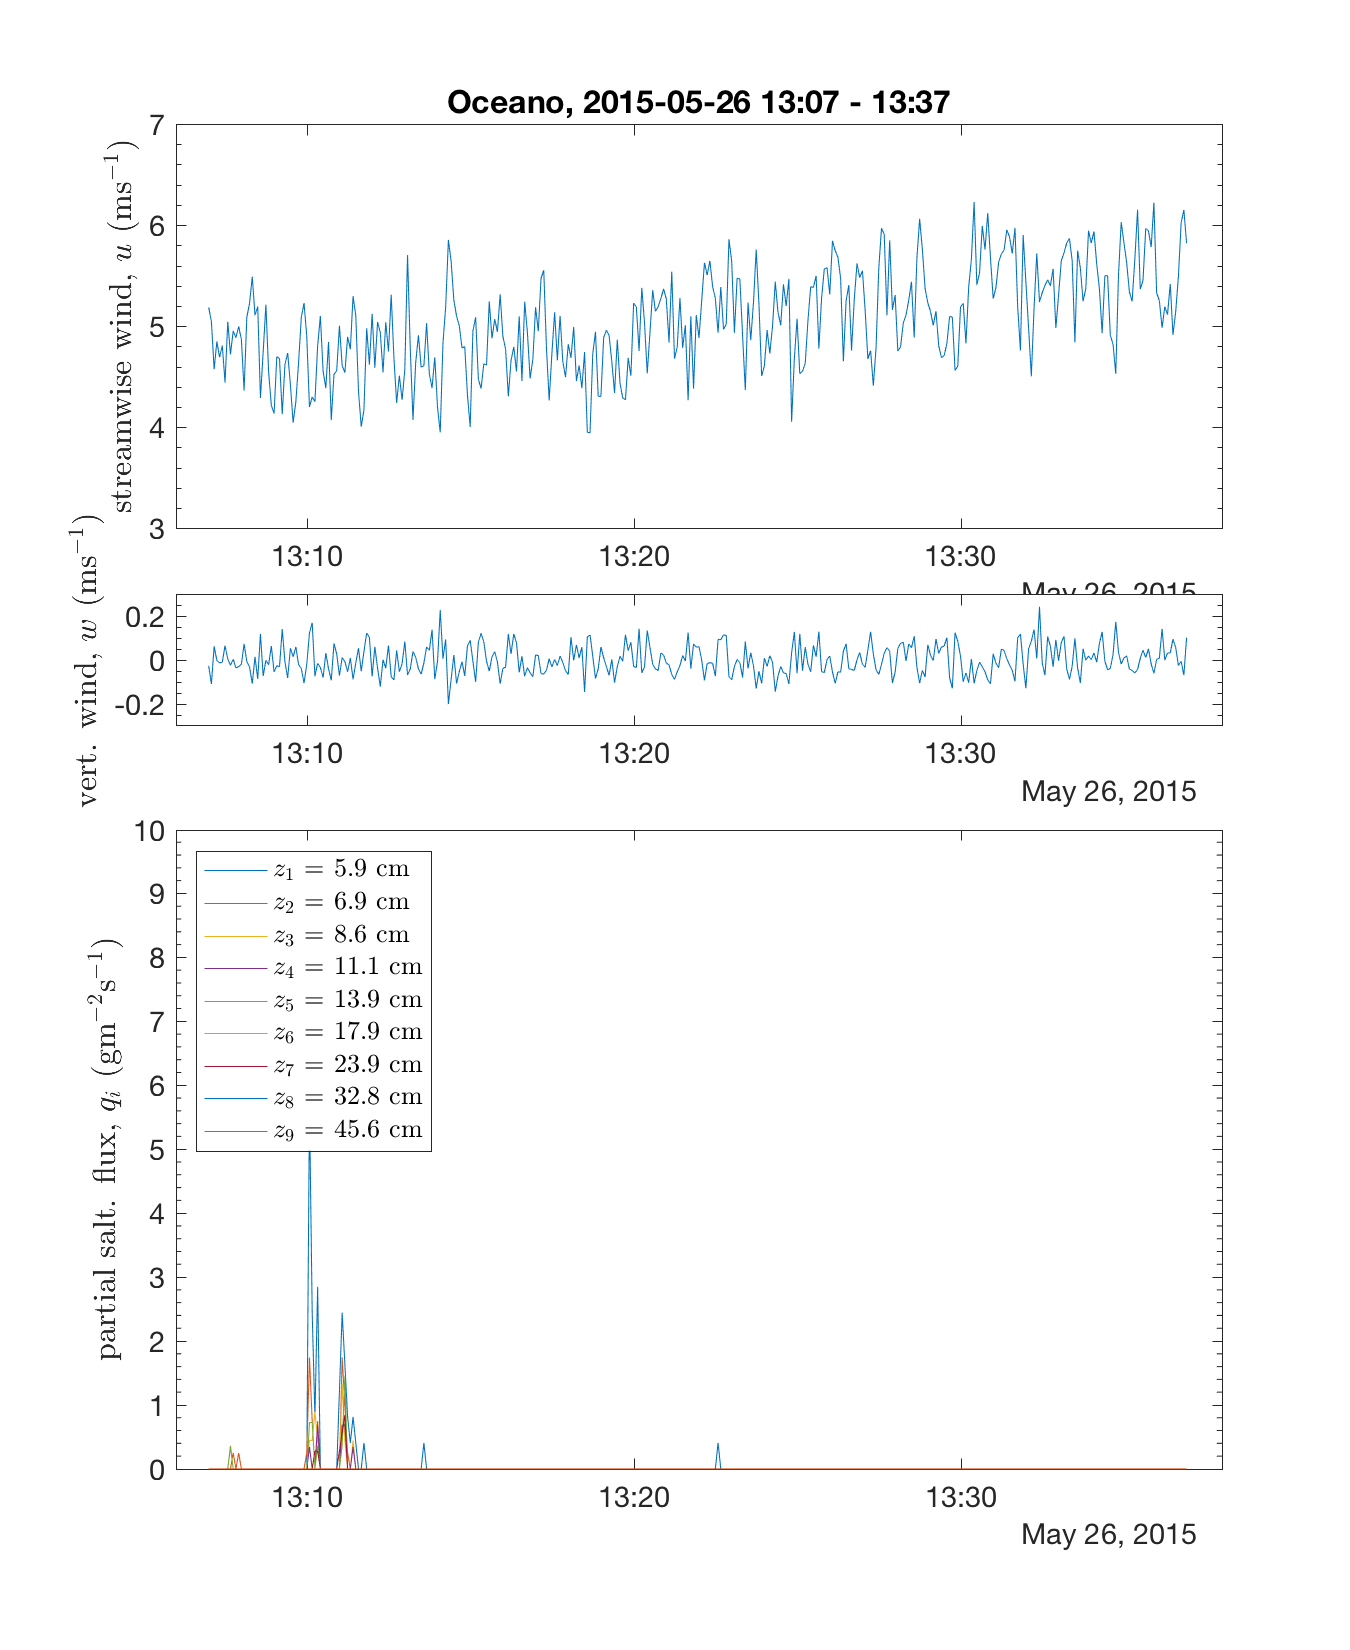 Oceano, 2015-05-26 13:07 - 13:37
streamwise wind, u (ms⁻¹)
7
6
5
4
3
13:10 13:20 13:30
May 26, 2015
vert. wind, w (ms⁻¹)
0.2
0
-0.2
13:10 13:20 13:30
May 26, 2015
partial salt. flux, qᵢ (gm⁻²s⁻¹)
10
9
8
7
6
5
4
3
2
1
0
z₁ = 5.9 cm
z₂ = 6.9 cm
z₃ = 8.6 cm
z₄ = 11.1 cm
z₅ = 13.9 cm
z₆ = 17.9 cm
z₇ = 23.9 cm
z₈ = 32.8 cm
z₉ = 45.6 cm
13:10 13:20 13:30
May 26, 2015